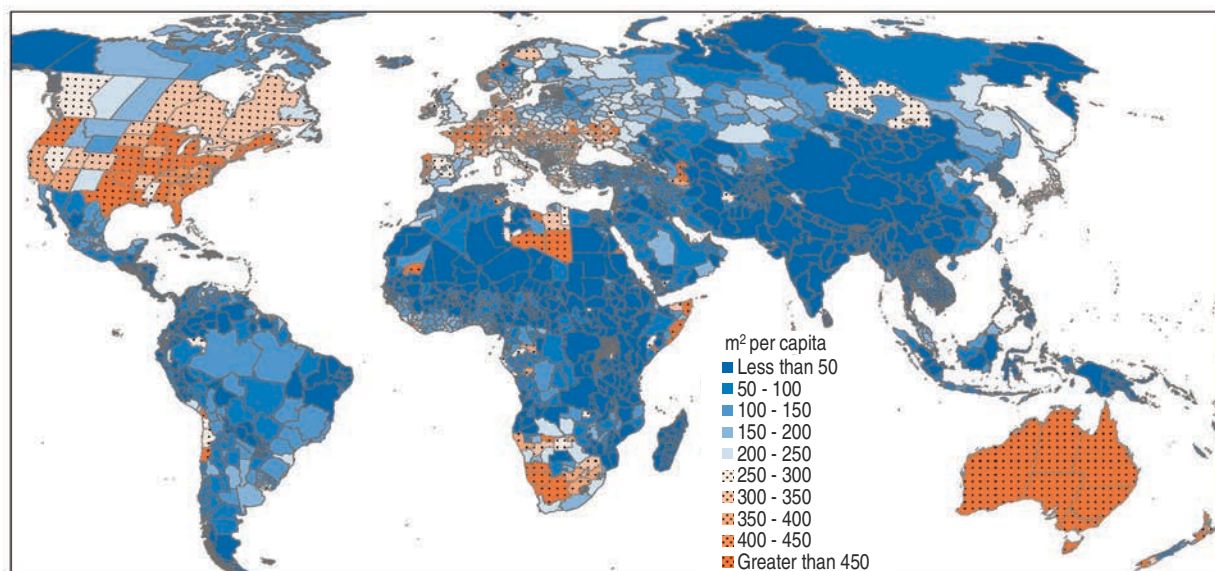 m² per capita
Less than 50
50 - 100
100 - 150
150 - 200
200 - 250
250 - 300
300 - 350
350 - 400
400 - 450
Greater than 450